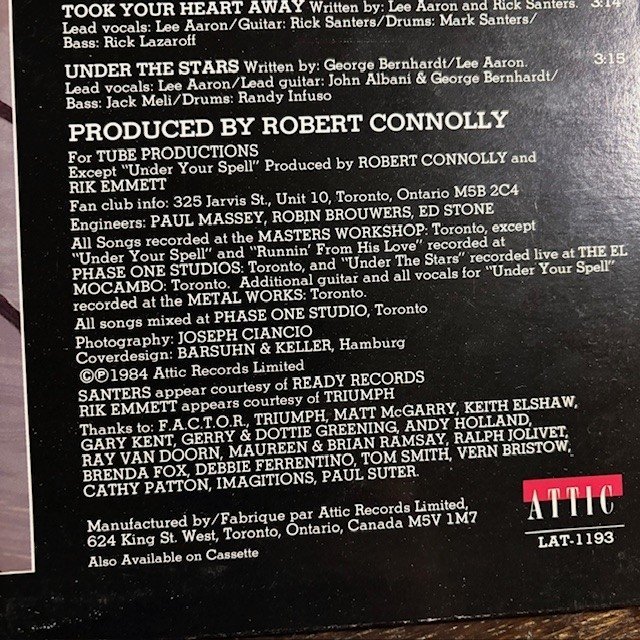 TOOK YOUR HEART AWAY Written by: Lee Aaron and Rick Santers. 3:14
Lead vocals: Lee Aaron/Guitar: Rick Santers/Drums: Mark Santers/
Bass: Rick Lazaroff
UNDER THE STARS Written by: George Bernhardt/Lee Aaron. 3:15
Lead vocals: Lee Aaron/Lead guitar: John Albani & George Bernhardt/
Bass: Jack Meli/Drums: Randy Infuso
PRODUCED BY ROBERT CONNOLLY
For TUBE PRODUCTIONS
Except "Under Your Spell" Produced by ROBERT CONNOLLY and
RIK EMMETT
Fan club info: 325 Jarvis St., Unit 10, Toronto, Ontario M5B 2C4
Engineers: PAUL MASSEY, ROBIN BROUWERS, ED STONE
All Songs recorded at the MASTERS WORKSHOP: Toronto, except
"Under Your Spell" and "Runnin' From His Love" recorded at
PHASE ONE STUDIOS: Toronto, and "Under The Stars" recorded live at THE EL
MOCAMBO: Toronto. Additional guitar and all vocals for "Under Your Spell"
recorded at the METAL WORKS: Toronto.
All songs mixed at PHASE ONE STUDIO, Toronto
Photography: JOSEPH CIANCIO
Coverdesign: BARSUHN & KELLER, Hamburg
©℗1984 Attic Records Limited
SANTERS appear courtesy of READY RECORDS
RIK EMMETT appears courtesy of TRIUMPH
Thanks to: F.A.C.T.O.R., TRIUMPH, MATT McGARRY, KEITH ELSHAW,
GARY KENT, GERRY & DOTTIE GREENING, ANDY HOLLAND,
RAY VAN DOORN, MAUREEN & BRIAN RAMSAY, RALPH JOLIVET,
BRENDA FOX, DEBBIE FERRENTINO, TOM SMITH, VERN BRISTOW,
CATHY PATTON, IMAGITIONS, PAUL SUTER.
Manufactured by/Fabrique par Attic Records Limited,
624 King St. West, Toronto, Ontario, Canada M5V 1M7
Also Available on Cassette
ATTIC
LAT-1193